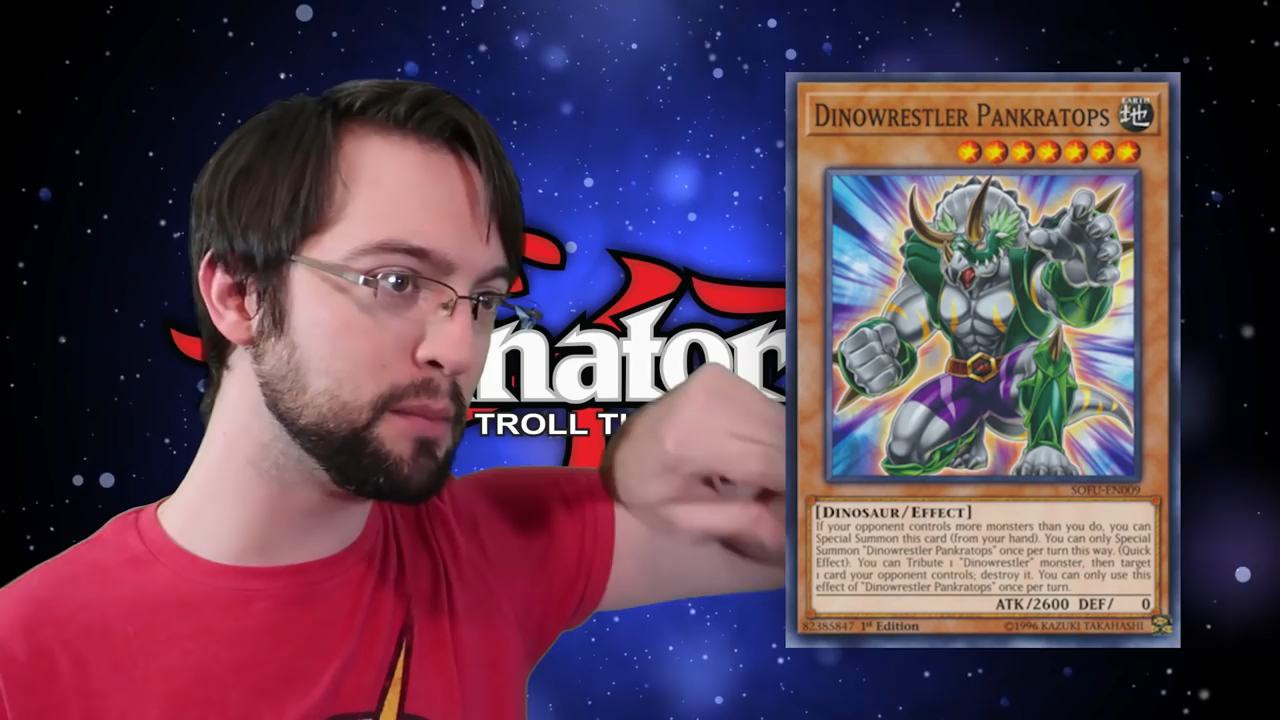 DINOWRESTLER PANKRATOPS
EARTH
地
nator
TROLL
SOFU-EN009
[DINOSAUR/EFFECT]
If your opponent controls more monsters than you do, you can
Special Summon this card (from your hand). You can only Special
Summon "Dinowrestler Pankratops" once per turn this way. (Quick
Effect): You can Tribute 1 "Dinowrestler" monster, then target
1 card your opponent controls; destroy it. You can only use this
effect of "Dinowrestler Pankratops" once per turn.
ATK/2600 DEF/ 0
82385847 1st Edition ©1996 KAZUKI TAKAHASHI